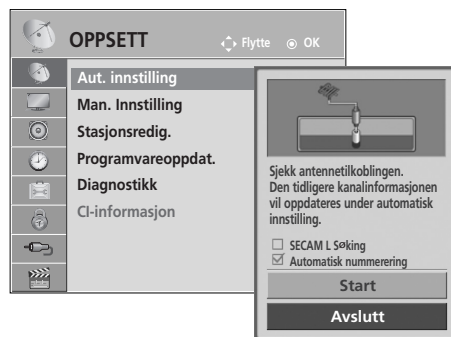 OPPSETT
Flytte OK
Aut. innstilling
Man. Innstilling
Stasjonsredig.
Programvareoppdat.
Diagnostikk
CI-informasjon
Sjekk antennetilkoblingen.
Den tidligere kanalinformasjonen
vil oppdateres under automatisk
innstilling.
SECAM L Søking
Automatisk nummerering
Start
Avslutt